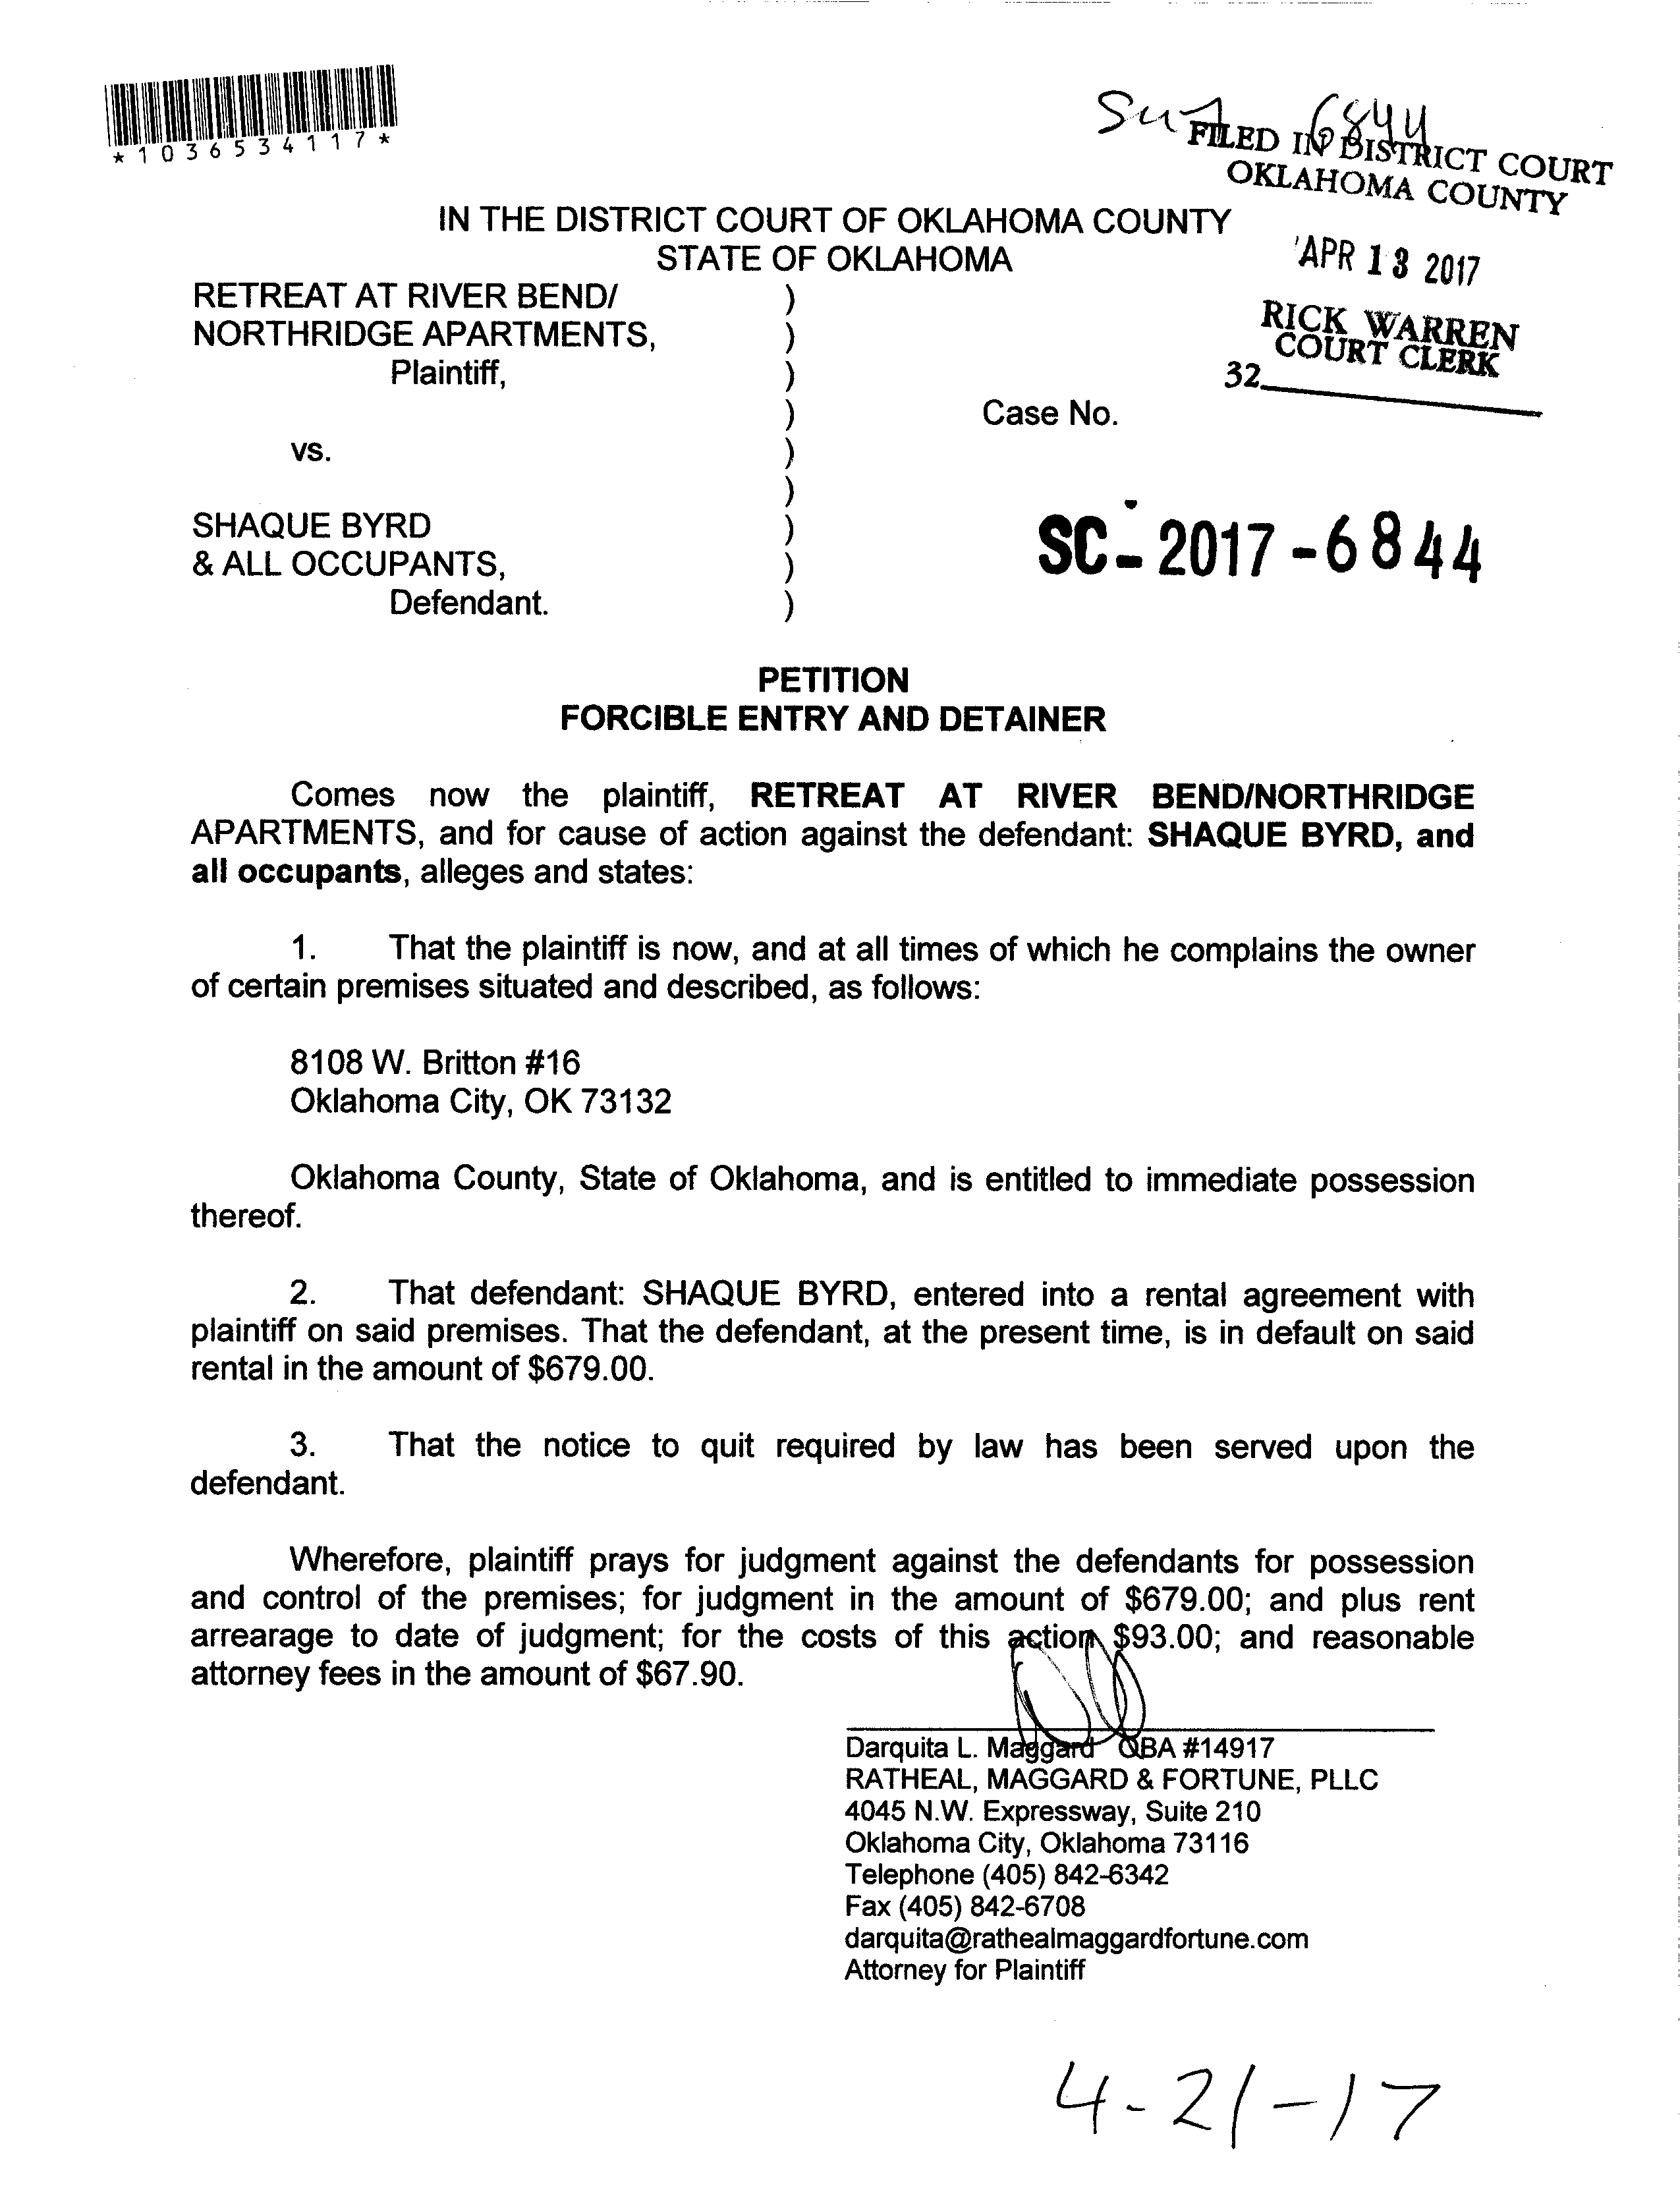 *1036534117*
6844
FILED IN DISTRICT COURT
OKLAHOMA COUNTY
IN THE DISTRICT COURT OF OKLAHOMA COUNTY
STATE OF OKLAHOMA
APR 13 2017
RICK WARREN
COURT CLERK
32
RETREAT AT RIVER BEND/ )
NORTHRIDGE APARTMENTS, )
Plaintiff, )
) Case No.
vs. )
)
SHAQUE BYRD ) SC-2017-6844
& ALL OCCUPANTS, )
Defendant. )
PETITION
FORCIBLE ENTRY AND DETAINER
Comes now the plaintiff, RETREAT AT RIVER BEND/NORTHRIDGE
APARTMENTS, and for cause of action against the defendant: SHAQUE BYRD, and
all occupants, alleges and states:
1. That the plaintiff is now, and at all times of which he complains the owner
of certain premises situated and described, as follows:
8108 W. Britton #16
Oklahoma City, OK 73132
Oklahoma County, State of Oklahoma, and is entitled to immediate possession
thereof.
2. That defendant: SHAQUE BYRD, entered into a rental agreement with
plaintiff on said premises. That the defendant, at the present time, is in default on said
rental in the amount of $679.00.
3. That the notice to quit required by law has been served upon the
defendant.
Wherefore, plaintiff prays for judgment against the defendants for possession
and control of the premises; for judgment in the amount of $679.00; and plus rent
arrearage to date of judgment; for the costs of this action $93.00; and reasonable
attorney fees in the amount of $67.90.
Darquita L. Maggard OBA #14917
RATHEAL, MAGGARD & FORTUNE, PLLC
4045 N.W. Expressway, Suite 210
Oklahoma City, Oklahoma 73116
Telephone (405) 842-6342
Fax (405) 842-6708
darquita@rathealmaggardfortune.com
Attorney for Plaintiff
4-21-17